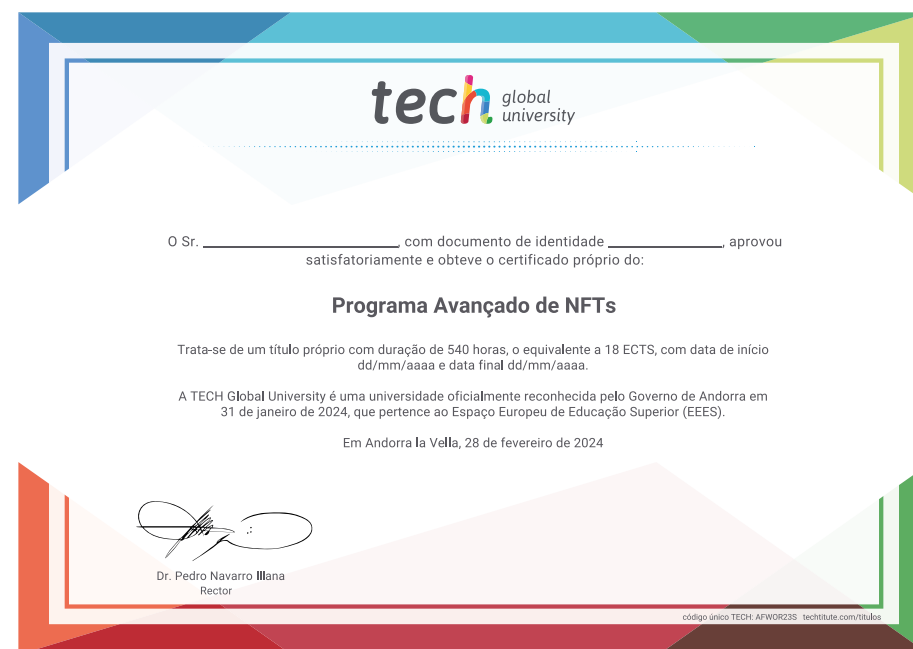 tech global university
O Sr. ____________________, com documento de identidade ____________, aprovou
satisfatoriamente e obteve o certificado próprio do:
Programa Avançado de NFTs
Trata-se de um título próprio com duração de 540 horas, o equivalente a 18 ECTS, com data de início
dd/mm/aaaa e data final dd/mm/aaaa.
A TECH Global University é uma universidade oficialmente reconhecida pelo Governo de Andorra em
31 de janeiro de 2024, que pertence ao Espaço Europeu de Educação Superior (EEES).
Em Andorra la Vella, 28 de fevereiro de 2024
Dr. Pedro Navarro Illana
Rector
código único TECH: AFWOR23S techtitute.com/titulos